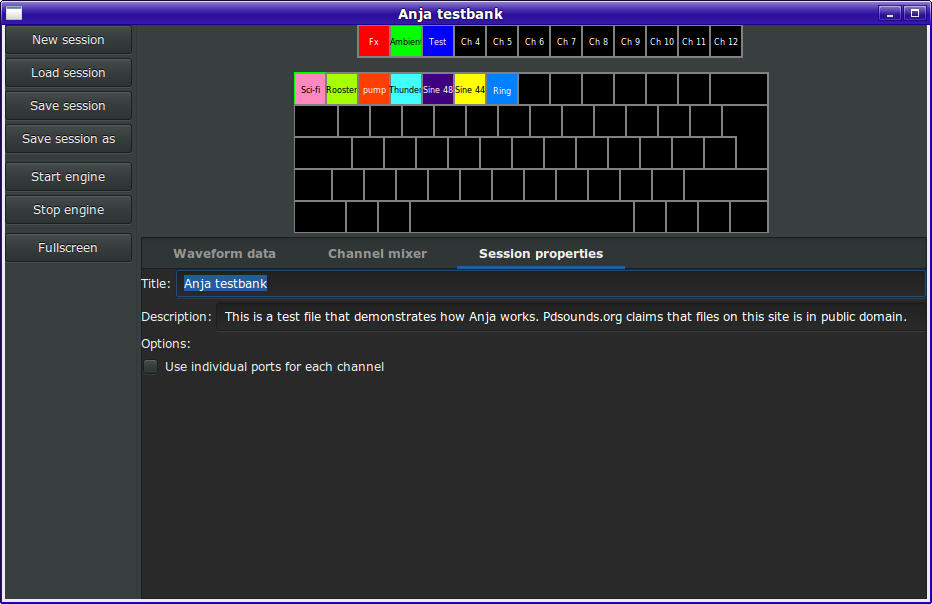 Anja testbank
New session
Load session
Save session
Save session as
Start engine
Stop engine
Fullscreen
Fx Ambien Test Ch 4 Ch 5 Ch 6 Ch 7 Ch 8 Ch 9 Ch 10 Ch 11 Ch 12
Sci-fi Rooster pump Thunder Sine 48 Sine 44 Ring
Waveform data Channel mixer Session properties
Title: Anja testbank
Description: This is a test file that demonstrates how Anja works. Pdsounds.org claims that files on this site is in public domain.
Options:
Use individual ports for each channel